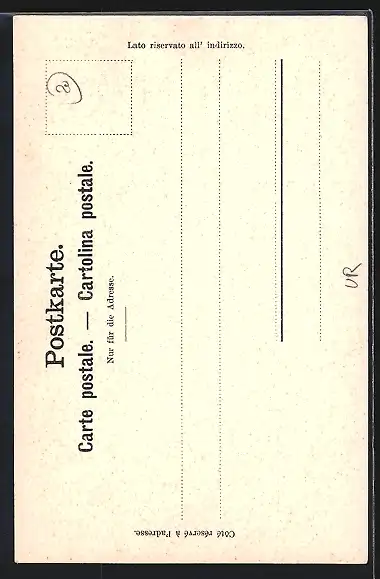 Lato riservato all' indirizzo.
Postkarte.
Carte postale. — Cartolina postale.
Nur für die Adresse.
Côté réservé à l'adresse.
UR